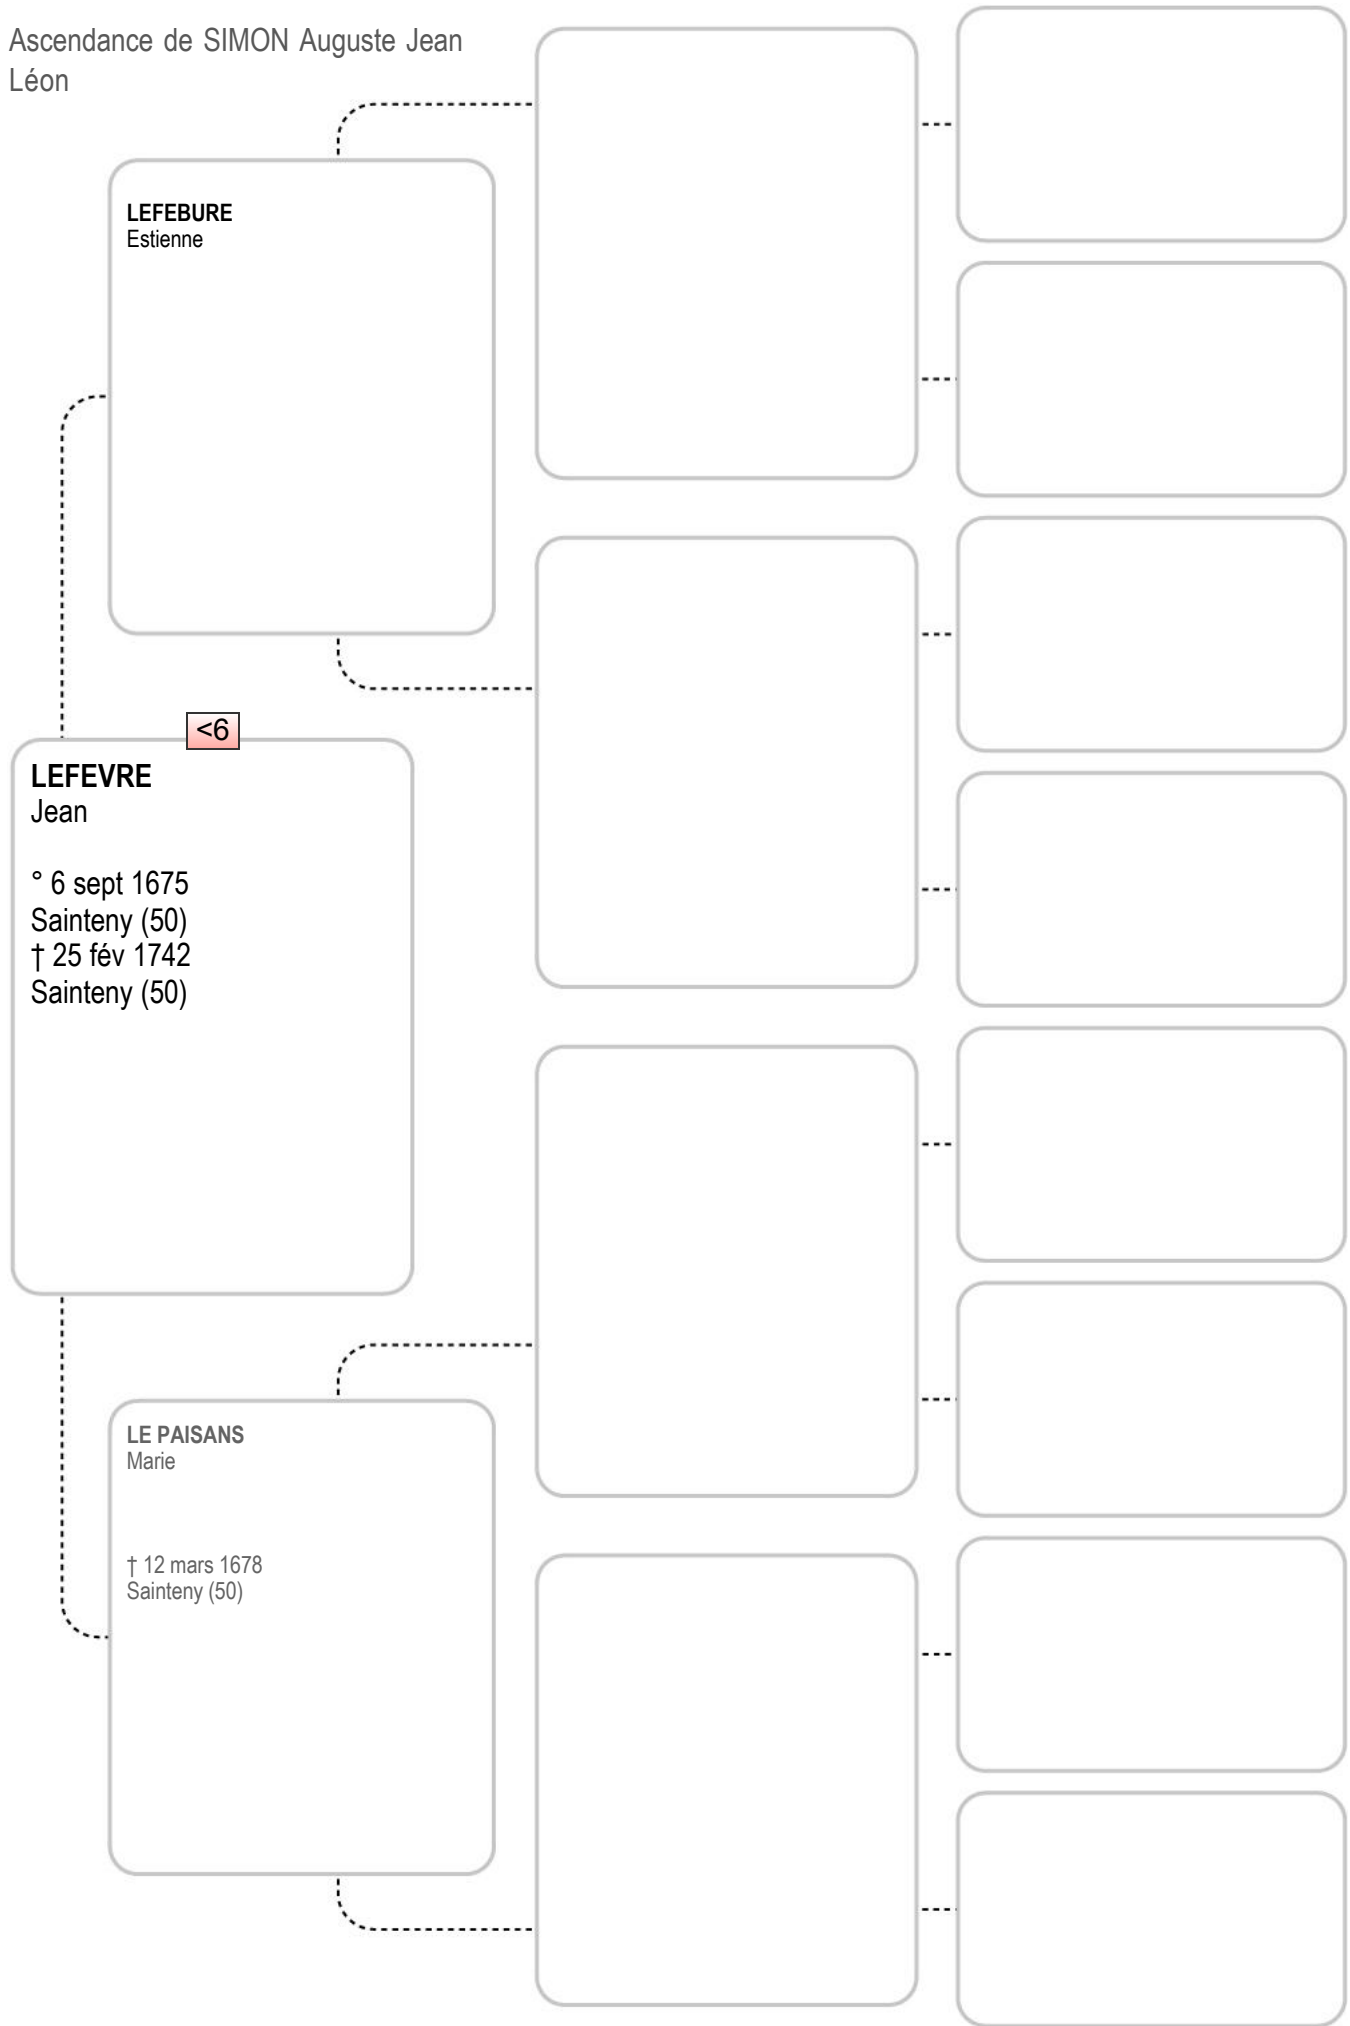 Ascendance de SIMON Auguste Jean
Léon
LEFEBURE
Estienne
<6
LEFEVRE
Jean
° 6 sept 1675
Sainteny (50)
† 25 fév 1742
Sainteny (50)
LE PAISANS
Marie
† 12 mars 1678
Sainteny (50)